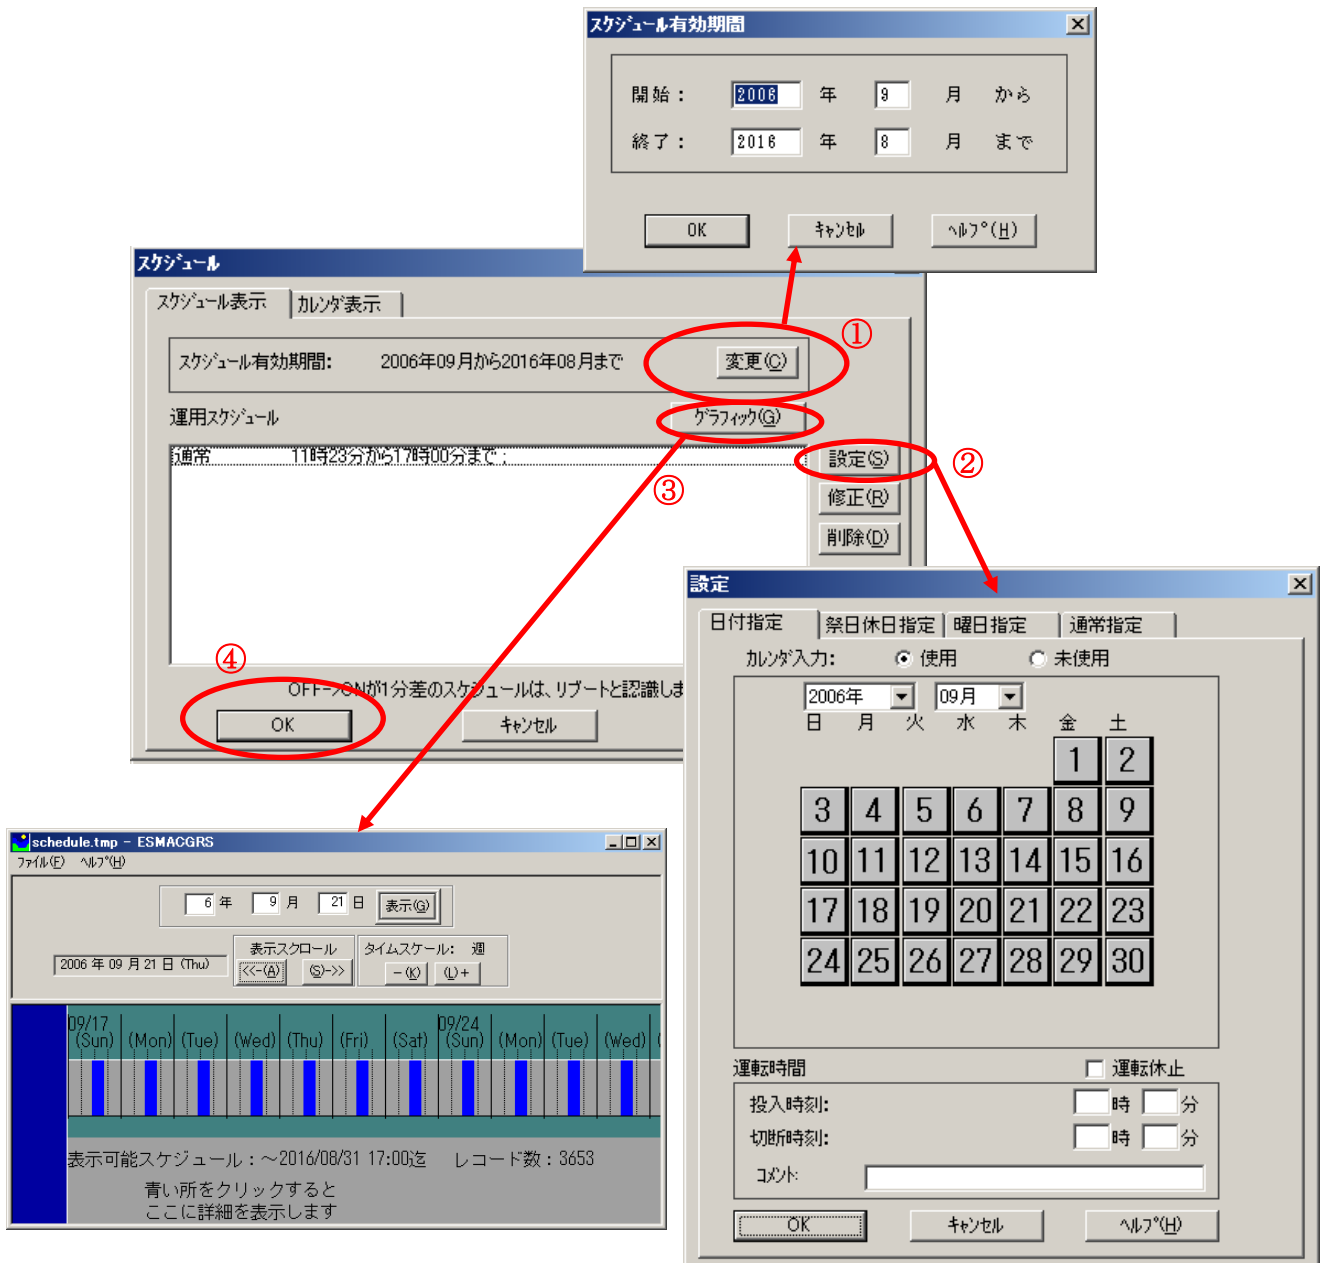 スケジュール有効期間
開始： 2006 年 9 月 から
終了： 2016 年 8 月 まで
OK キャンセル ヘルプ(H)
スケジュール
スケジュール表示 カレンダ表示
①
スケジュール有効期間: 2006年09月から2016年08月まで 変更(C)
運用スケジュール グラフィック(G)
通常 11時23分から17時00分まで ;
設定(S) ②
③
修正(R)
削除(D)
④
OFF->ONが1分差のスケジュールは、リブートと認識しま
OK キャンセル
設定
日付指定 祭日休日指定 曜日指定 通常指定
カレンダ入力: 使用 未使用
2006年 09月
日 月 火 水 木 金 土
1 2
3 4 5 6 7 8 9
10 11 12 13 14 15 16
17 18 19 20 21 22 23
24 25 26 27 28 29 30
運転時間 運転休止
投入時刻: 時 分
切断時刻: 時 分
コメント:
OK キャンセル ヘルプ(H)
schedule.tmp - ESMACGRS
ファイル(F) ヘルプ(H)
6 年 9 月 21 日 表示(G)
表示スクロール タイムスケール: 週
2006 年 09 月 21 日 (Thu) <<-(A) (S)->> -(K) (L)+
09/17 09/24
(Sun) (Mon) (Tue) (Wed) (Thu) (Fri) (Sat) (Sun) (Mon) (Tue) (Wed) (
表示可能スケジュール：～2016/08/31 17:00迄 レコード数：3653
青い所をクリックすると
ここに詳細を表示します